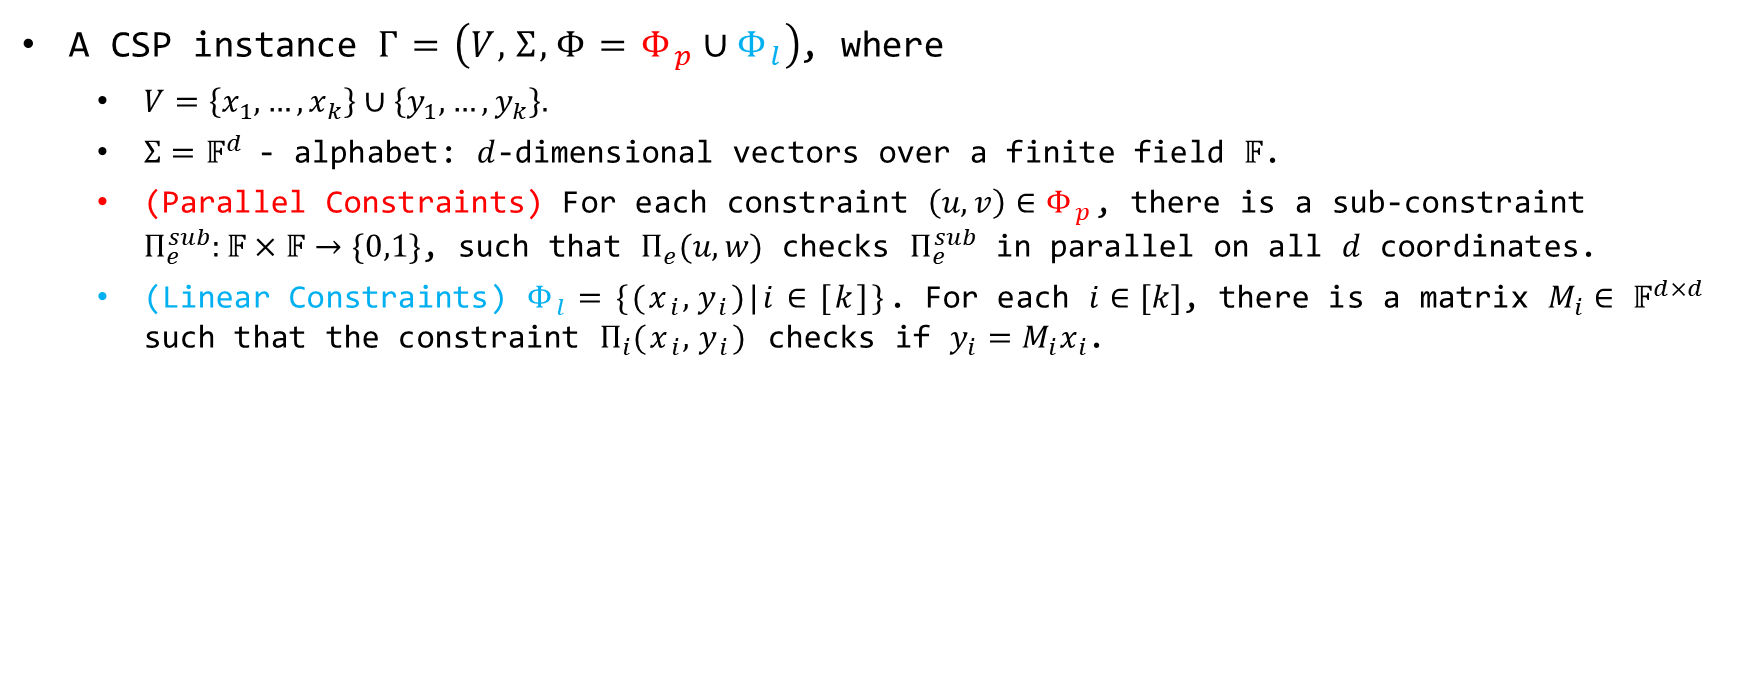 • A CSP instance Γ = (V, Σ, Φ = Φ_p ∪ Φ_l), where
• V = {x_1, … , x_k} ∪ {y_1, … , y_k}.
• Σ = 𝔽^d - alphabet: d-dimensional vectors over a finite field 𝔽.
• (Parallel Constraints) For each constraint (u, v) ∈ Φ_p, there is a sub-constraint
Π_e^{sub}: 𝔽 × 𝔽 → {0,1}, such that Π_e(u, w) checks Π_e^{sub} in parallel on all d coordinates.
• (Linear Constraints) Φ_l = {(x_i, y_i)|i ∈ [k]}. For each i ∈ [k], there is a matrix M_i ∈ 𝔽^{d×d}
such that the constraint Π_i(x_i, y_i) checks if y_i = M_i x_i.